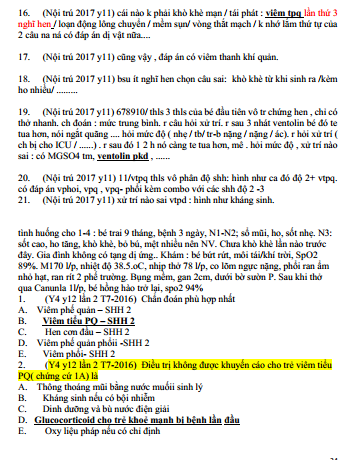 16. (Nội trú 2017 y11) cái nào k phải khò khè mạn / tái phát : viêm tpq lần thứ 3
nghĩ hen / loạn động lông chuyển / mềm sụn/ vòng thắt mạch / k nhớ lắm thứ tự của
2 câu na ná có đáp án dị vật nữa....
17. (Nội trú 2017 y11) cũng vậy , đáp án có viêm thanh khí quản.
18. (Nội trú 2017 y11) bsu ít nghĩ hen chọn câu sai: khò khè từ khi sinh ra /kèm
ho nhiều/ .........
19. (Nội trú 2017 y11) 678910/ thls 3 thls của bé đầu tiên vô tr chứng hen , chi có
thở nhanh. ch đoán : mức trung bình. r câu hỏi xử trí. r sau 3 nhát ventolin bé đó te
tua hơn, nói ngắt quãng .... hỏi mức độ ( nhẹ / tb/ tr-b nặng / nặng / ác). r hỏi xử trí (
ch bị cho ICU / ......) . r sau đó 1 2 h nó càng te tua hơn, mê . hỏi mức độ , xử trí nào
sai : có MGSO4 tm, ventolin pkd , ......
20. (Nội trú 2017 y11) 11/vtpq thls vô phân độ shh: hình như ca đó độ 2+ vtpq.
có đáp án vphoi, vpq , vpq- phối kèm combo với các shh độ 2 -3
21. (Nội trú 2017 y11) xử trí nào sai vtpd : hình như kháng sinh.
tình huống cho 1-4 : bé trai 9 tháng, bệnh 3 ngày, N1-N2; sổ mũi, ho, sốt nhẹ. N3:
sốt cao, ho tăng, khò khè, bỏ bú, mệt nhiều nên NV. Chưa khò khè lần nào trước
đây. Gia đình không có tạng dị ứng.. Khám : bé bứt rứt, môi tái/khí trời, SpO2
89%. M170 l/p, nhiệt độ 38.5oC, nhịp thở 78 l/p, co lõm ngực nặng, phổi ran ẩm
nhỏ hạt, ran rít 2 phế trường. Bụng mềm, gan 2cm, dưới bờ sườn P. Sau khi thở
qua Canunla 1l/p, bé hồng hào trở lại, spo2 94%
1. (Y4 y12 lần 2 T7-2016) Chẩn đoán phù hợp nhất
A. Viêm phế quản – SHH 2
B. Viêm tiểu PQ – SHH 2
C. Hen cơn đầu – SHH 2
D. Viêm phế quản phổi – SHH 2
E. Viêm phổi- SHH 2
2. (Y4 y12 lần 2 T7-2016) Điều trị không được khuyến cáo cho trẻ viêm tiểu
PQ( chứng cứ 1A) là
A. Thông thoáng mũi bằng nước muối sinh lý
B. Kháng sinh nếu có bội nhiễm
C. Dinh dưỡng và bù nước điện giải
D. Glucocorticoid cho trẻ khoẻ mạnh bị bệnh lần đầu
E. Oxy liệu pháp nếu có chỉ định